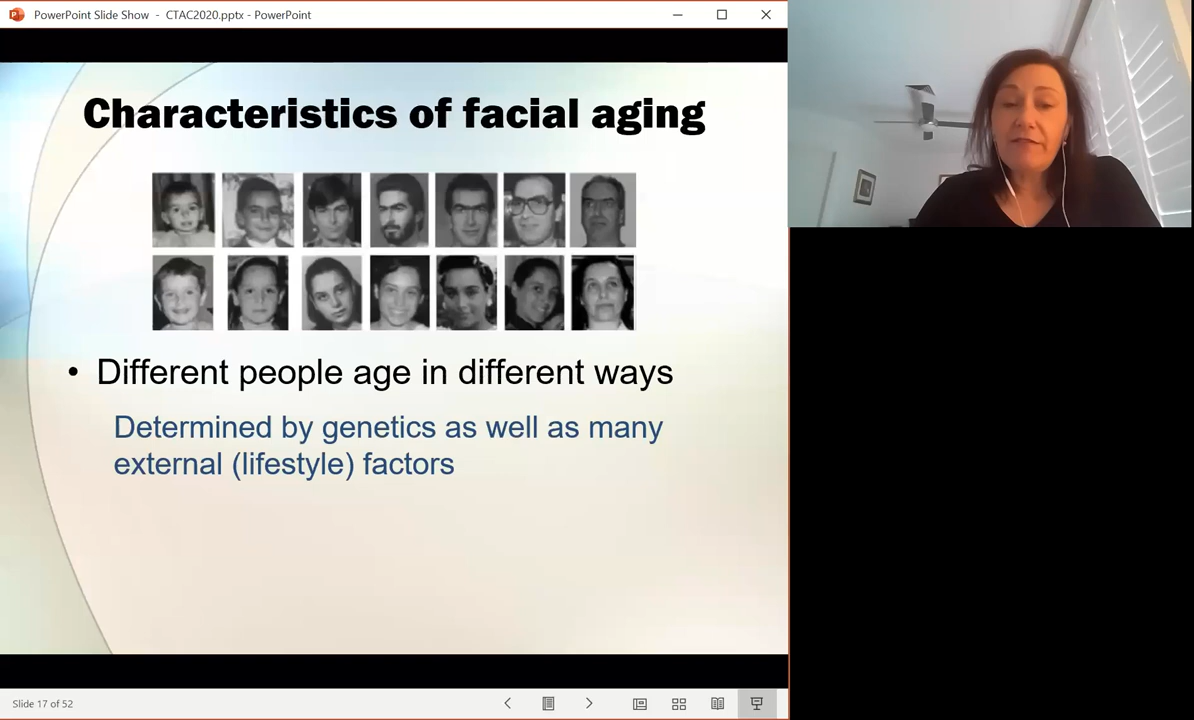 PowerPoint Slide Show - CTAC2020.pptx - PowerPoint
Characteristics of facial aging
• Different people age in different ways
Determined by genetics as well as many
external (lifestyle) factors
Slide 17 of 52